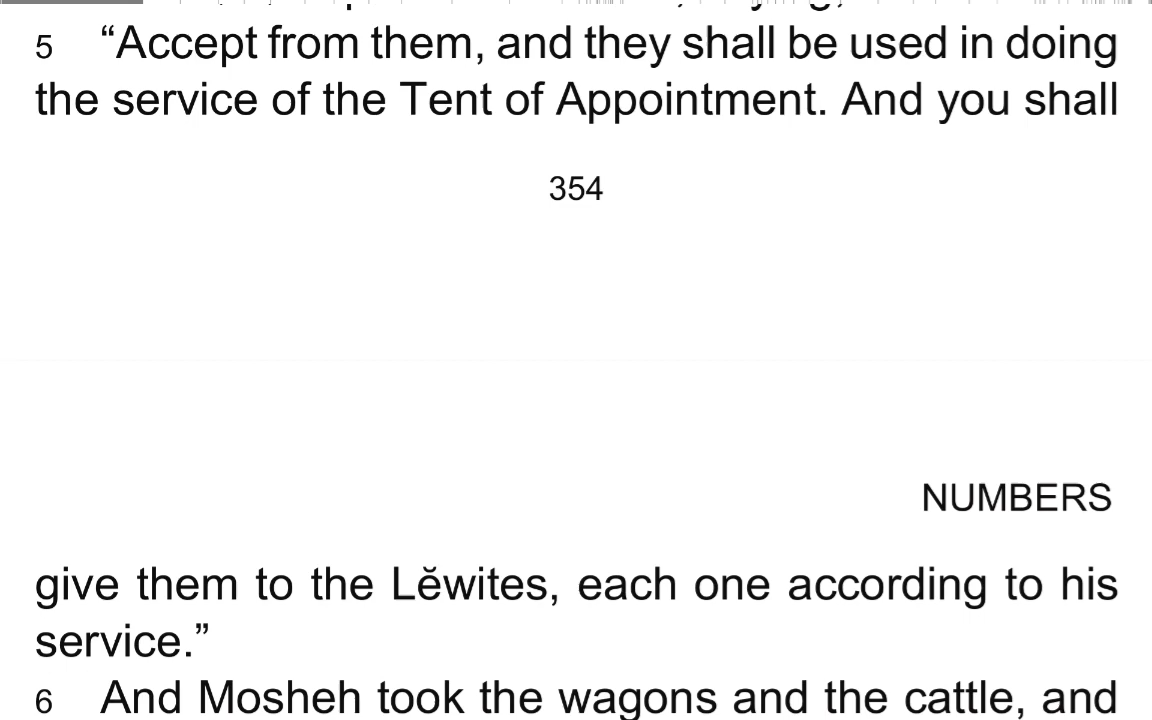 5 “Accept from them, and they shall be used in doing
the service of the Tent of Appointment. And you shall
354
NUMBERS
give them to the Lĕwites, each one according to his
service.”
6 And Mosheh took the wagons and the cattle, and